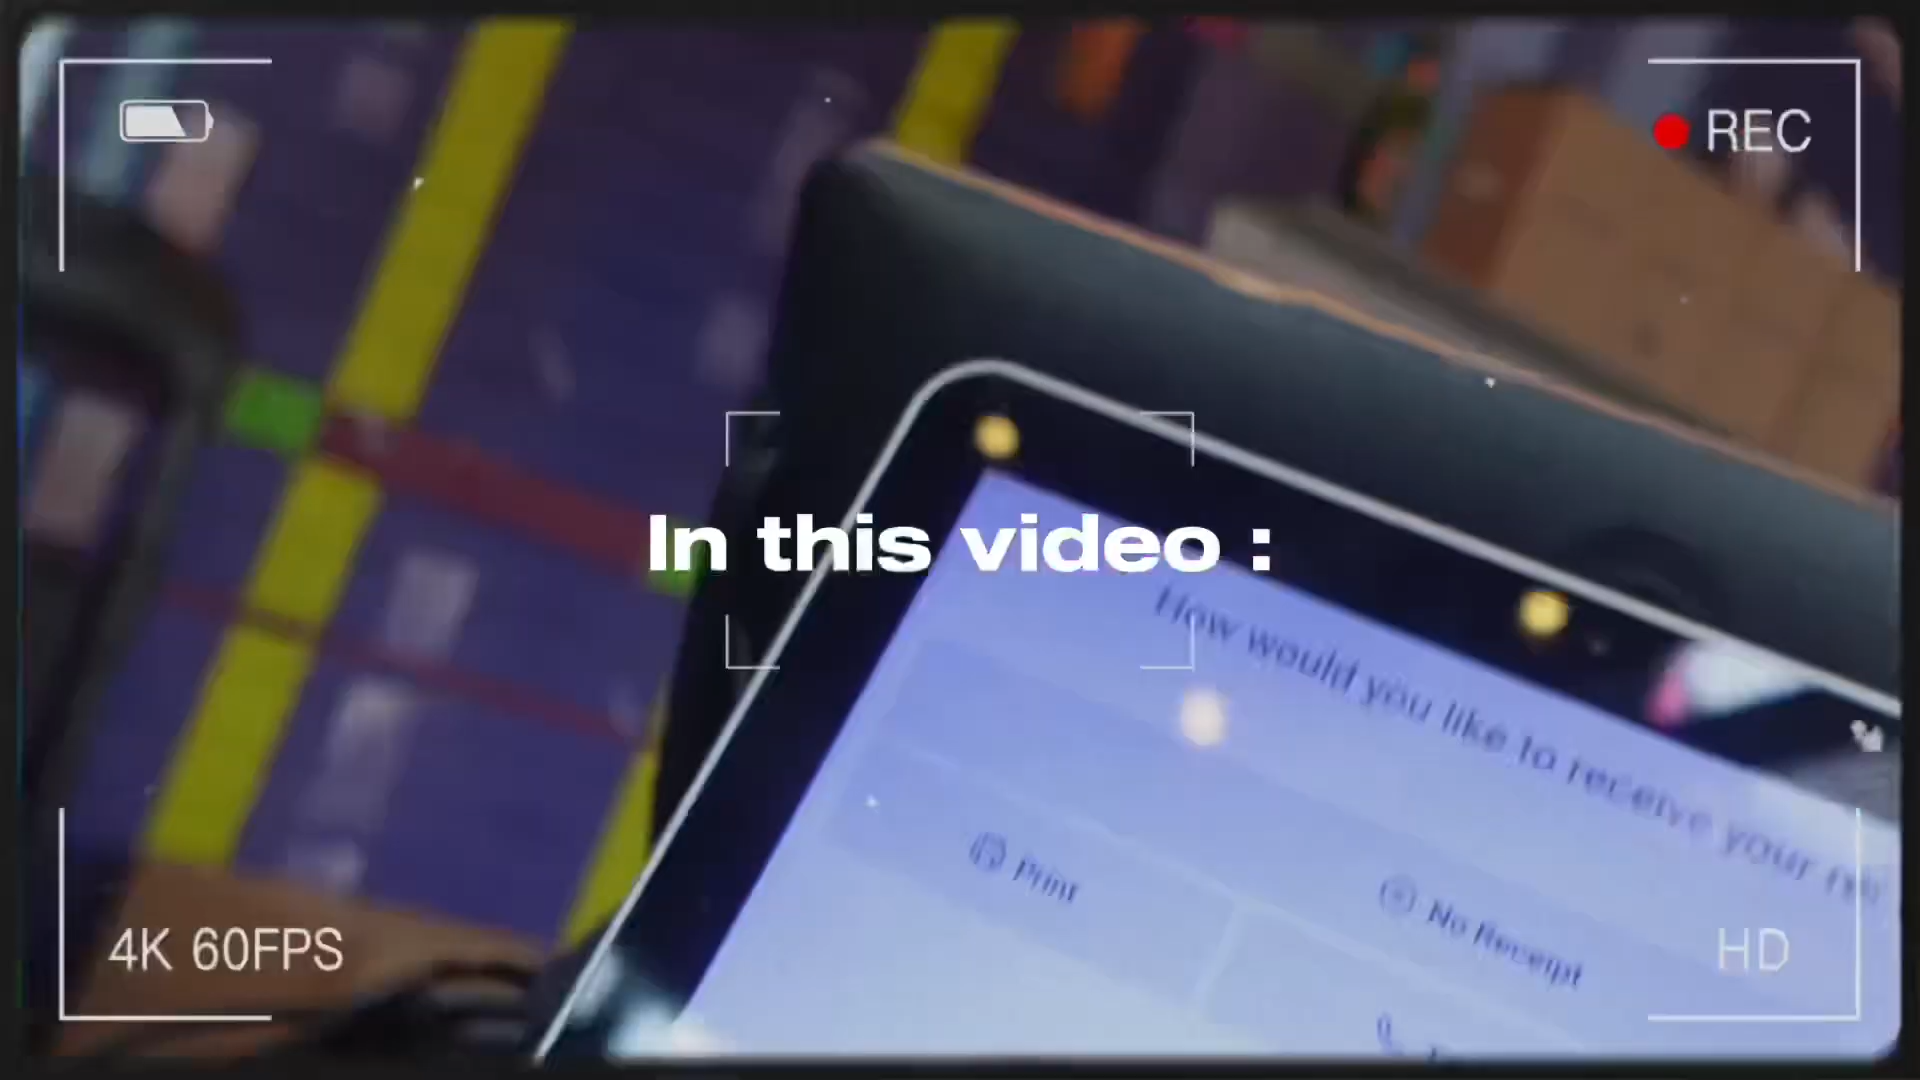 REC
In this video :
How would you like to receive your
Print
No Receipt
4K 60FPS
HD